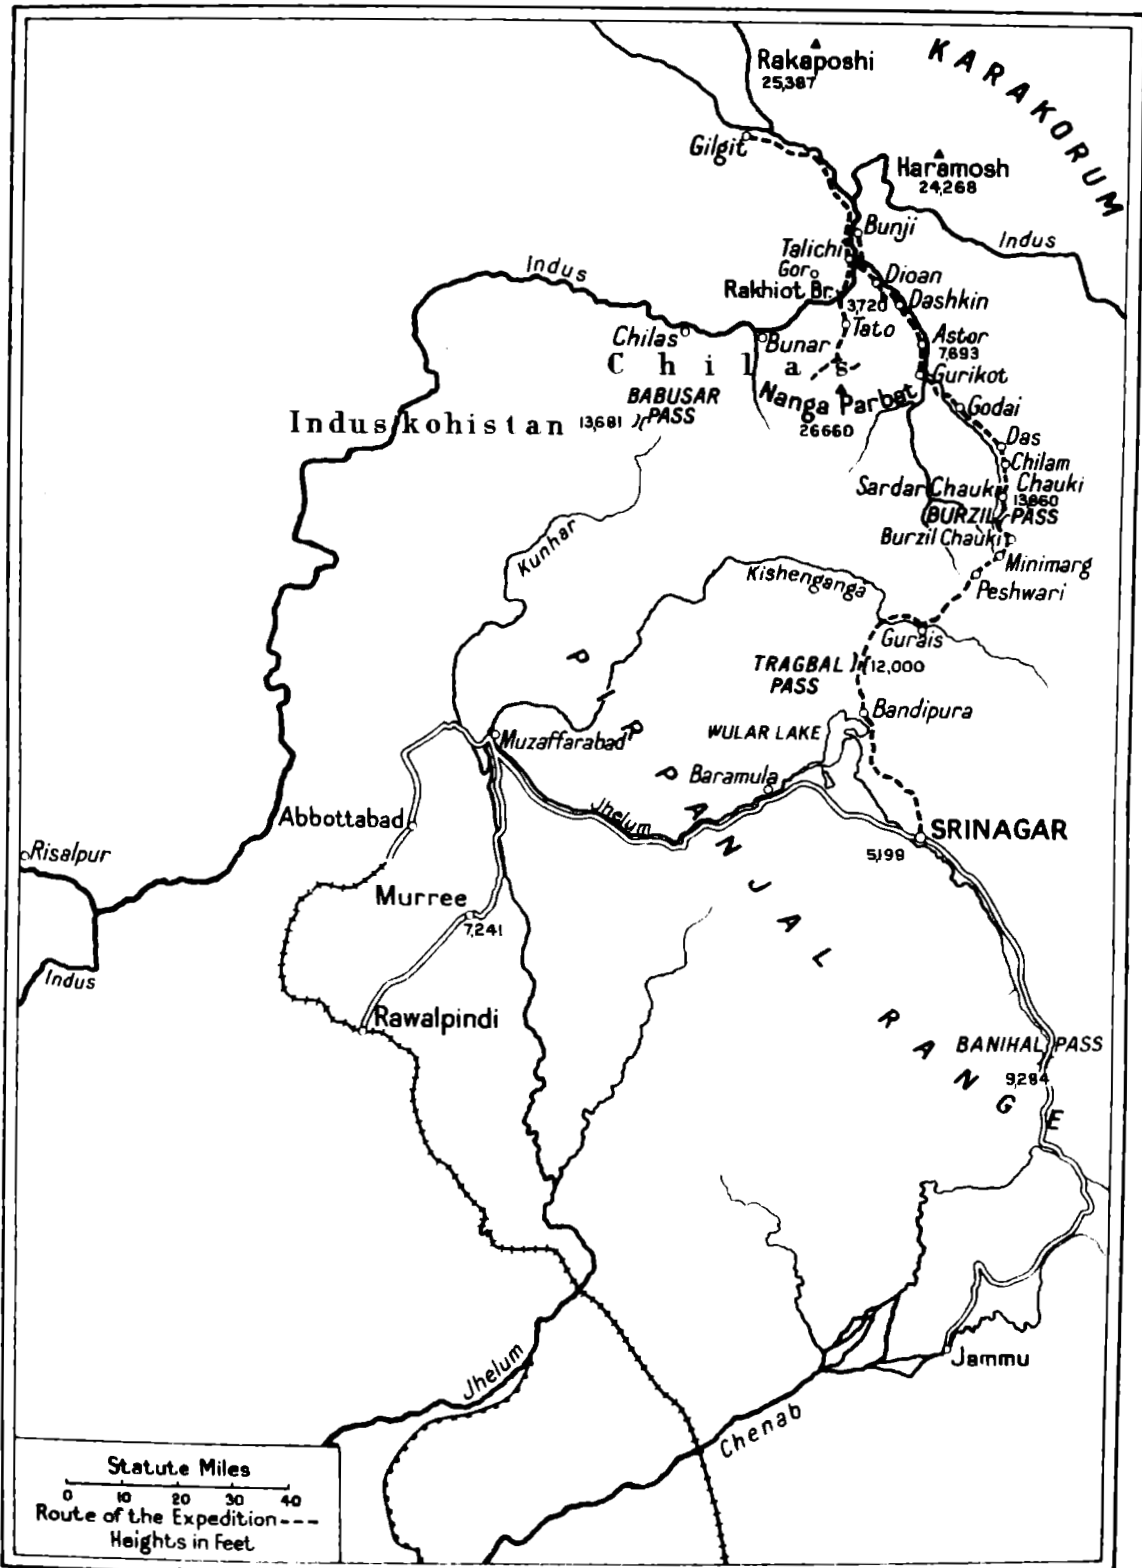 KARAKORUM
Rakaposhi
25,387
Gilgit
Haramosh
24,268
Bunji
Indus
Talichi
Gor
Dioan
Indus
Rakhiot Br.
3,720
Dashkin
Chilas
Bunar
Tato
Astor
7,693
Chilas
Gurikot
BABUSAR
PASS
13,681
Nanga Parbat
26660
Godai
Indus kohistan
Das
Chilam
Chauki
Sardar Chauki
13,860
BURZIL PASS
Burzil Chauki
Minimarg
Kunhar
Kishenganga
Peshwari
Gurais
TRAGBAL
PASS
12,000
PIR PANJAL RANGE
Bandipura
WULAR LAKE
Muzaffarabad
Baramula
Jhelum
Abbottabad
SRINAGAR
5,199
Risalpur
Murree
7,241
Indus
Rawalpindi
BANIHAL PASS
9,284
Jhelum
Jammu
Chenab
Statute Miles
0 10 20 30 40
Route of the Expedition ---
Heights in Feet